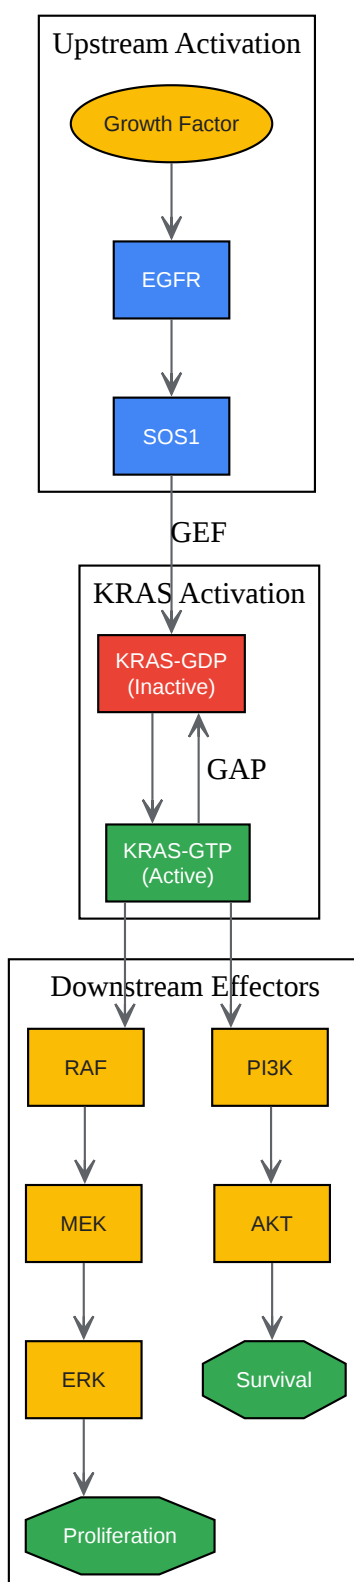 Upstream Activation
Growth Factor
EGFR
SOS1
GEF
KRAS Activation
KRAS-GDP
(Inactive)
GAP
KRAS-GTP
(Active)
Downstream Effectors
RAF
PI3K
MEK
AKT
ERK
Survival
Proliferation